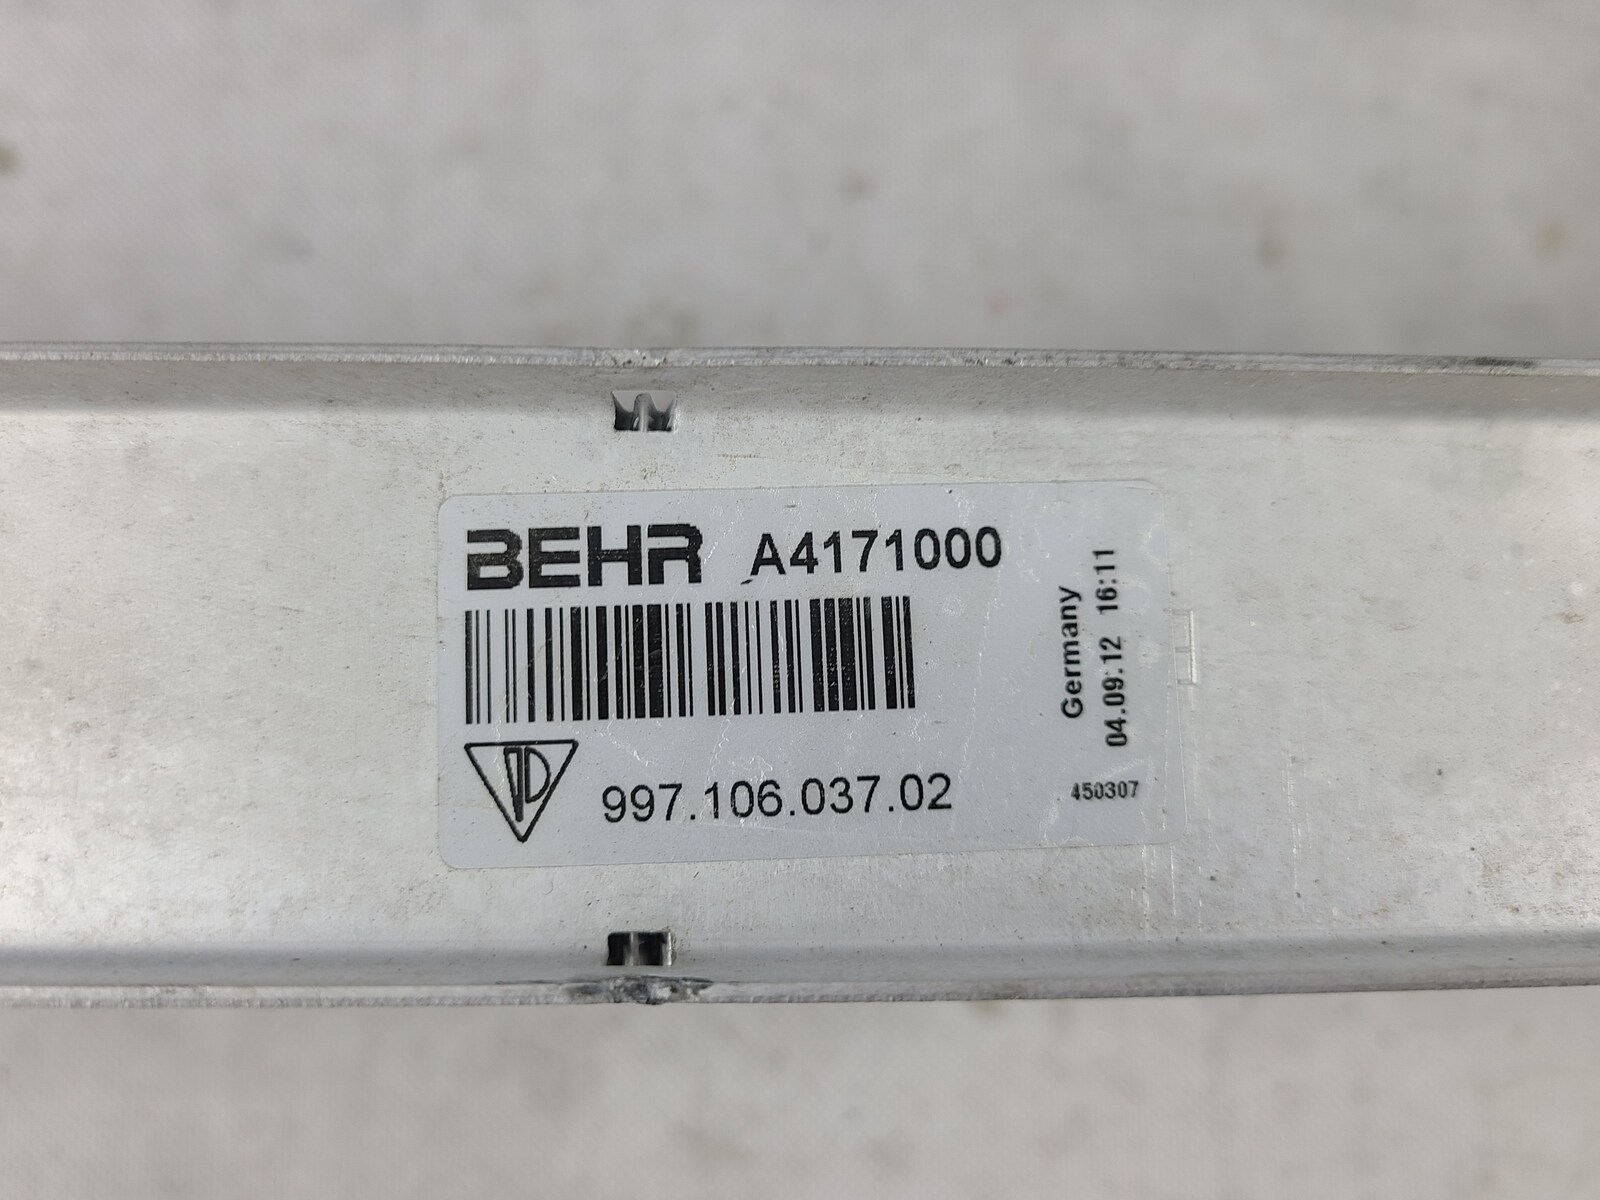 BEHR A4171000
997.106.037.02
Germany
04.09.12 16:11
450307